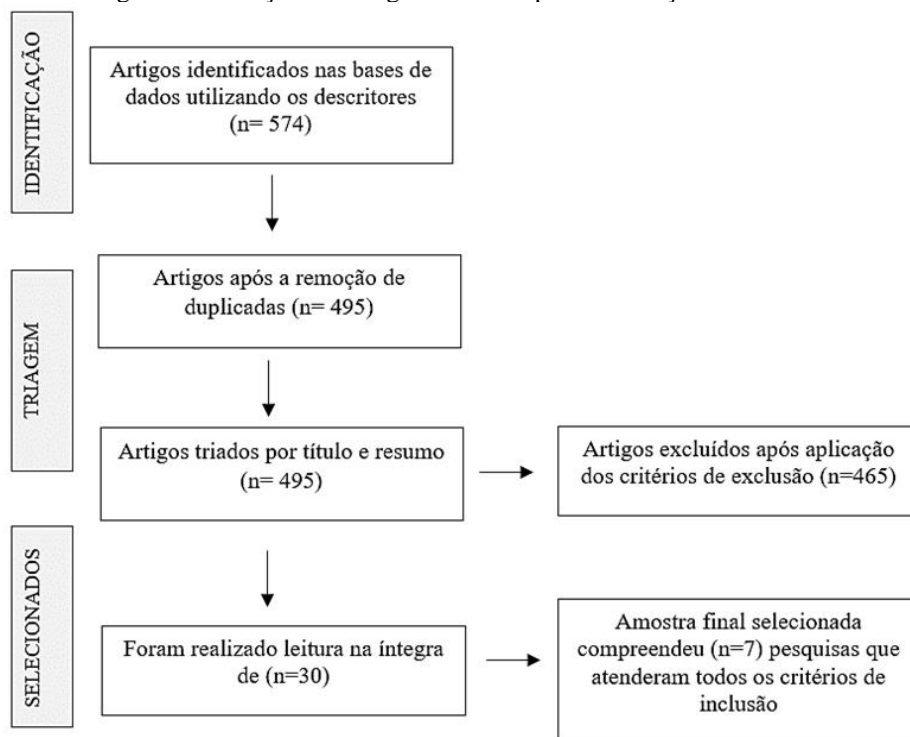 IDENTIFICAÇÃO
Artigos identificados nas bases de
dados utilizando os descritores
(n= 574)
TRIAGEM
Artigos após a remoção de
duplicadas (n= 495)
Artigos triados por título e resumo
(n= 495)
Artigos excluídos após aplicação
dos critérios de exclusão (n=465)
SELECIONADOS
Foram realizado leitura na íntegra
de (n=30)
Amostra final selecionada
compreendeu (n=7) pesquisas que
atenderam todos os critérios de
inclusão